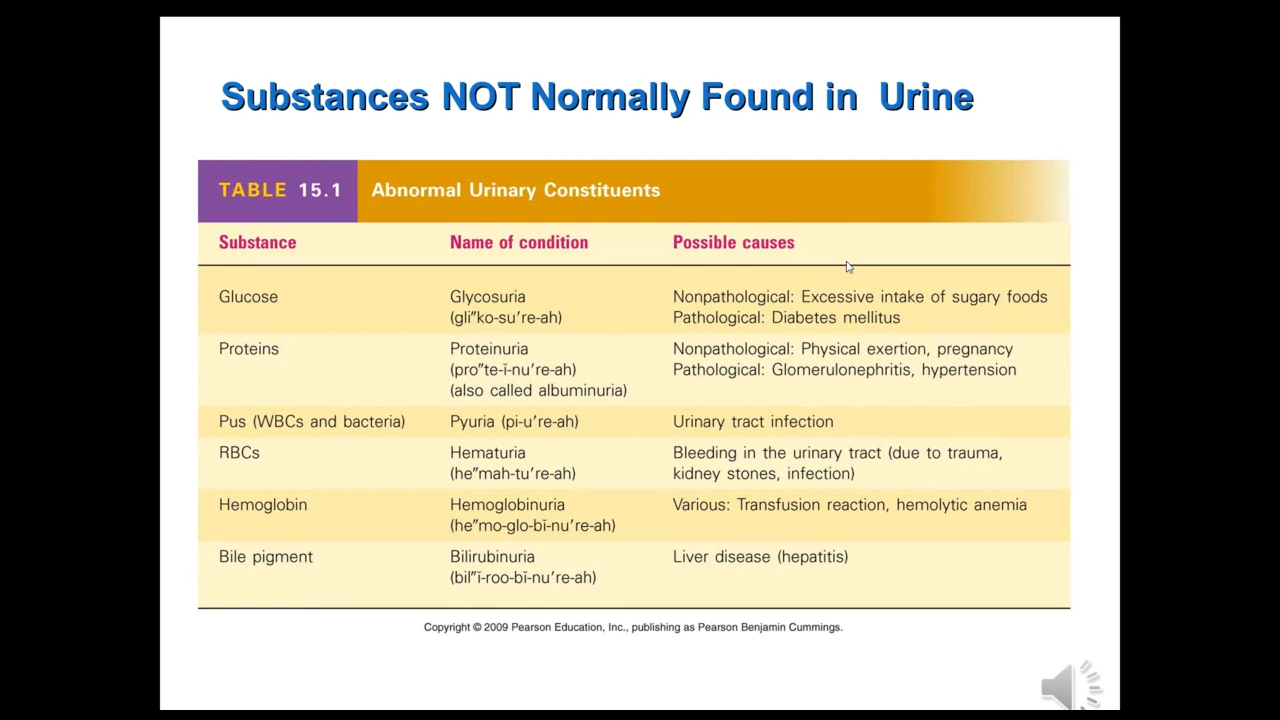 Substances NOT Normally Found in Urine
TABLE 15.1 Abnormal Urinary Constituents
Substance Name of condition Possible causes
Glucose Glycosuria Nonpathological: Excessive intake of sugary foods
(gli″ko-su′re-ah) Pathological: Diabetes mellitus
Proteins Proteinuria Nonpathological: Physical exertion, pregnancy
(pro″te-ĭ-nu′re-ah) Pathological: Glomerulonephritis, hypertension
(also called albuminuria)
Pus (WBCs and bacteria) Pyuria (pi-u′re-ah) Urinary tract infection
RBCs Hematuria Bleeding in the urinary tract (due to trauma,
(he″mah-tu′re-ah) kidney stones, infection)
Hemoglobin Hemoglobinuria Various: Transfusion reaction, hemolytic anemia
(he″mo-glo-bĭ-nu′re-ah)
Bile pigment Bilirubinuria Liver disease (hepatitis)
(bil″ĭ-roo-bĭ-nu′re-ah)
Copyright © 2009 Pearson Education, Inc., publishing as Pearson Benjamin Cummings.